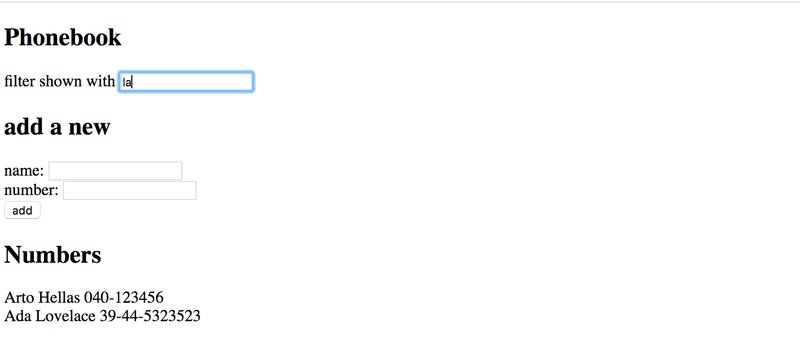 Phonebook
filter shown with la
add a new
name:
number:
add
Numbers
Arto Hellas 040-123456
Ada Lovelace 39-44-5323523